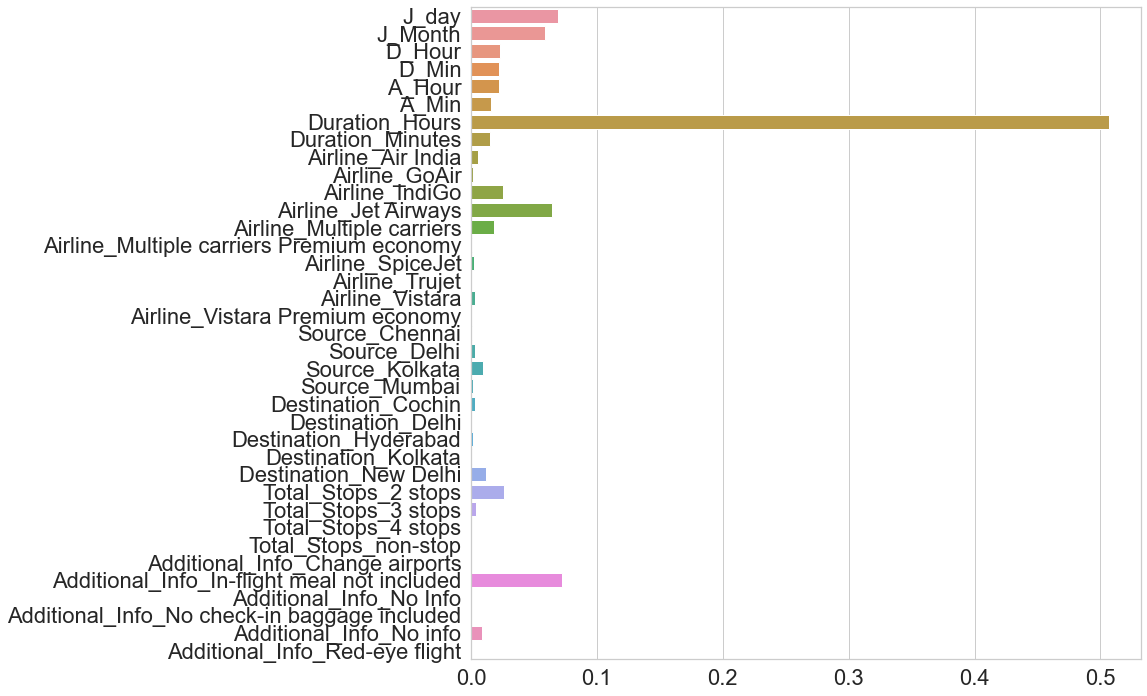 J_day
J_Month
D_Hour
D_Min
A_Hour
A_Min
Duration_Hours
Duration_Minutes
Airline_Air India
Airline_GoAir
Airline_IndiGo
Airline_Jet Airways
Airline_Multiple carriers
Airline_Multiple carriers Premium economy
Airline_SpiceJet
Airline_Trujet
Airline_Vistara
Airline_Vistara Premium economy
Source_Chennai
Source_Delhi
Source_Kolkata
Source_Mumbai
Destination_Cochin
Destination_Delhi
Destination_Hyderabad
Destination_Kolkata
Destination_New Delhi
Total_Stops_2 stops
Total_Stops_3 stops
Total_Stops_4 stops
Total_Stops_non-stop
Additional_Info_Change airports
Additional_Info_In-flight meal not included
Additional_Info_No Info
Additional_Info_No check-in baggage included
Additional_Info_No info
Additional_Info_Red-eye flight
0.0 0.1 0.2 0.3 0.4 0.5